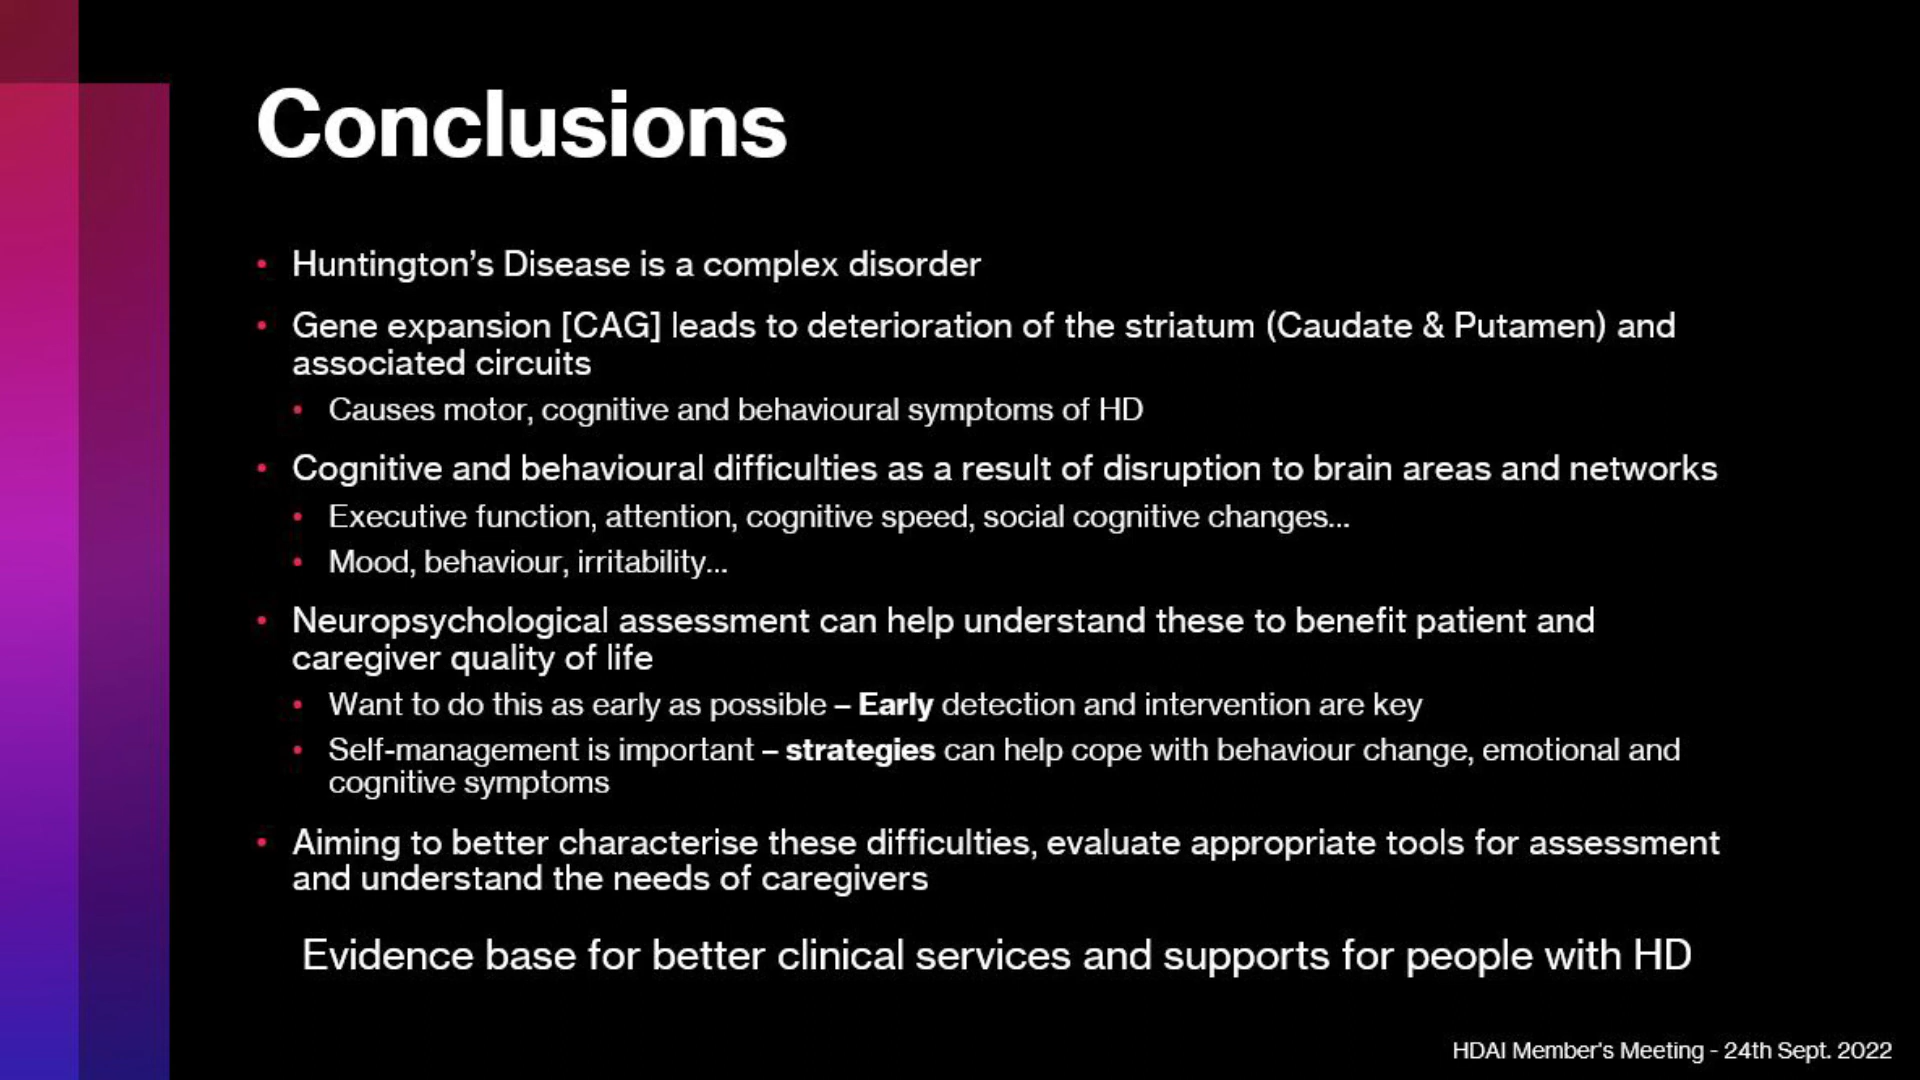 Conclusions
• Huntington’s Disease is a complex disorder
• Gene expansion [CAG] leads to deterioration of the striatum (Caudate & Putamen) and
associated circuits
• Causes motor, cognitive and behavioural symptoms of HD
• Cognitive and behavioural difficulties as a result of disruption to brain areas and networks
• Executive function, attention, cognitive speed, social cognitive changes...
• Mood, behaviour, irritability...
• Neuropsychological assessment can help understand these to benefit patient and
caregiver quality of life
• Want to do this as early as possible – Early detection and intervention are key
• Self-management is important – strategies can help cope with behaviour change, emotional and
cognitive symptoms
• Aiming to better characterise these difficulties, evaluate appropriate tools for assessment
and understand the needs of caregivers
Evidence base for better clinical services and supports for people with HD
HDAI Member's Meeting - 24th Sept. 2022